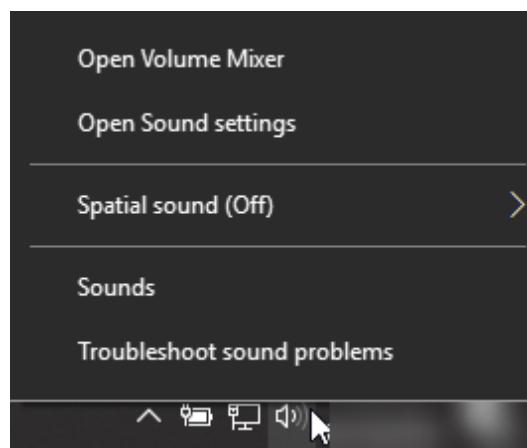 Open Volume Mixer
Open Sound settings
Spatial sound (Off)
Sounds
Troubleshoot sound problems